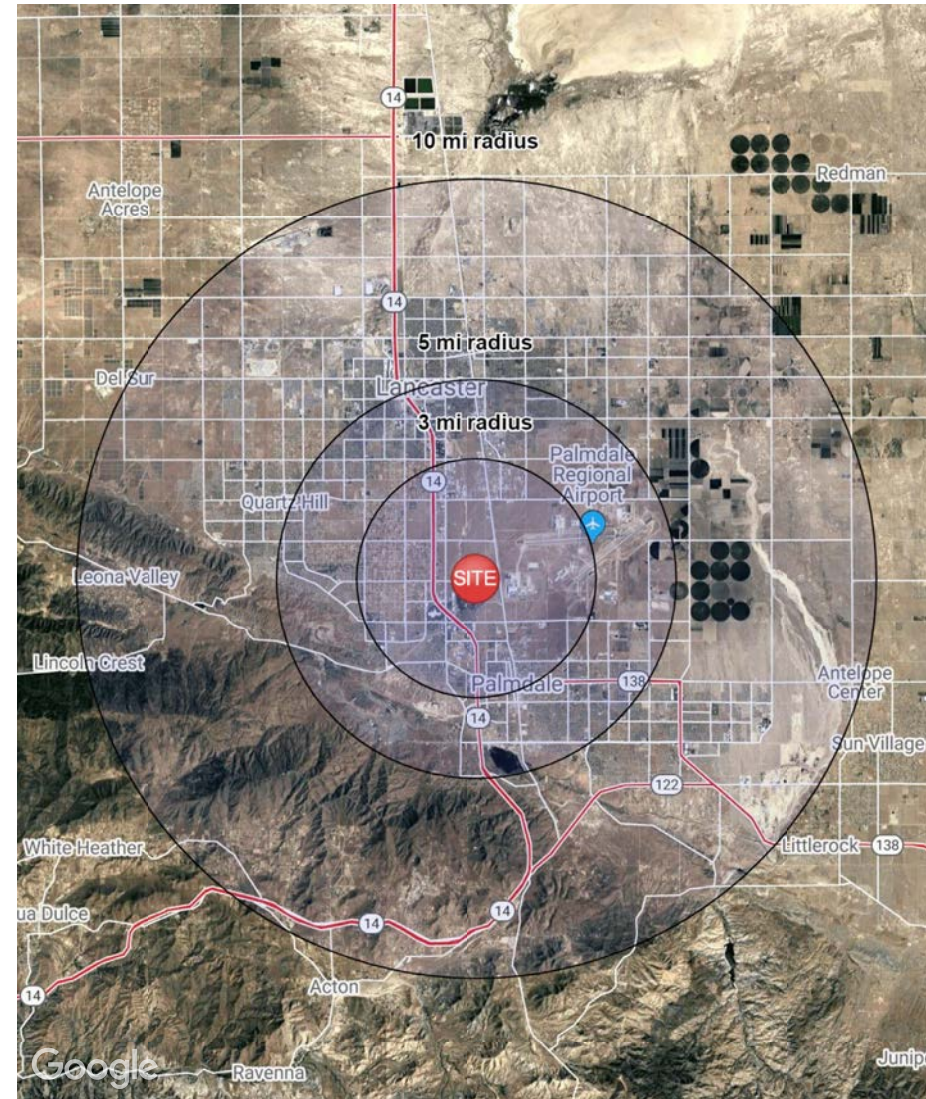 14
10 mi radius
Redman
Antelope
Acres
14
5 mi radius
Del Sur
Lancaster
3 mi radius
Palmdale
Regional
Airport
14
Quartz Hill
SITE
Leona Valley
Lincoln Crest
Palmdale
138
Antelope
Center
14
Sun Village
122
White Heather
Littlerock
138
ua Dulce
14
14
14
Acton
Google
Ravenna
Junipe